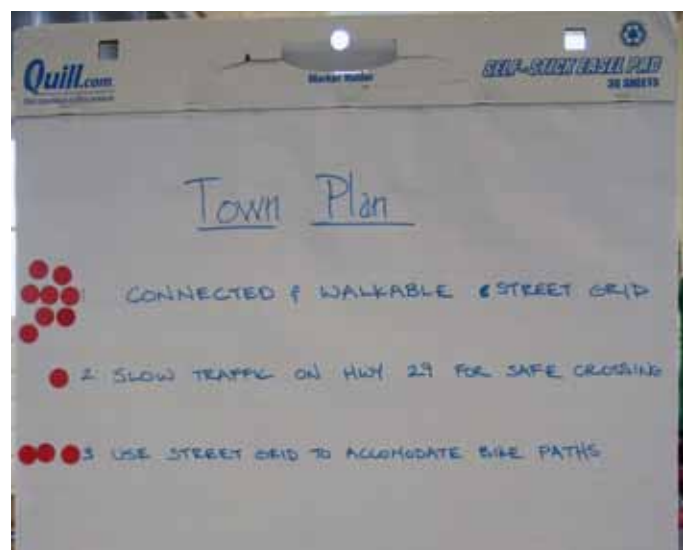 Quill.com
Marker Holder
SELF-STICK EASEL PAD
30 SHEETS
Town Plan
CONNECTED & WALKABLE STREET GRID
2 SLOW TRAFFIC ON HWY 29 FOR SAFE CROSSING
3 USE STREET GRID TO ACCOMODATE BIKE PATHS